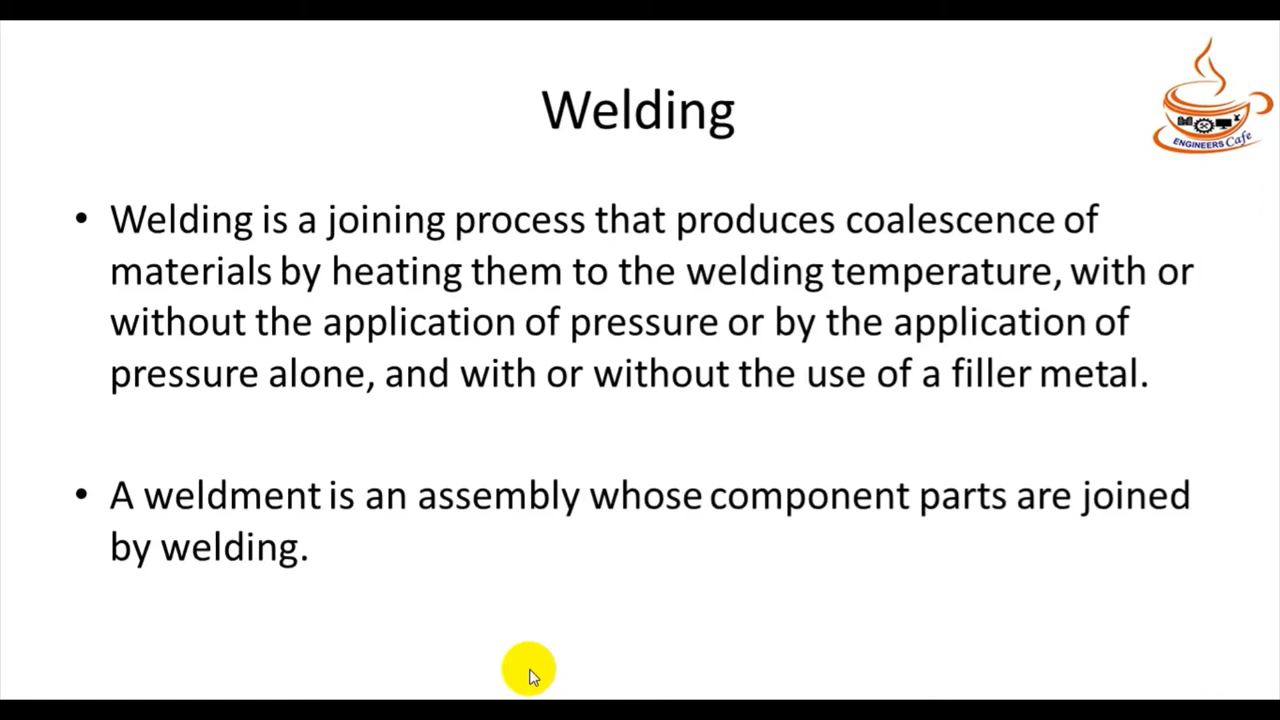 Welding
ENGINEERS Cafe
• Welding is a joining process that produces coalescence of
materials by heating them to the welding temperature, with or
without the application of pressure or by the application of
pressure alone, and with or without the use of a filler metal.
• A weldment is an assembly whose component parts are joined
by welding.